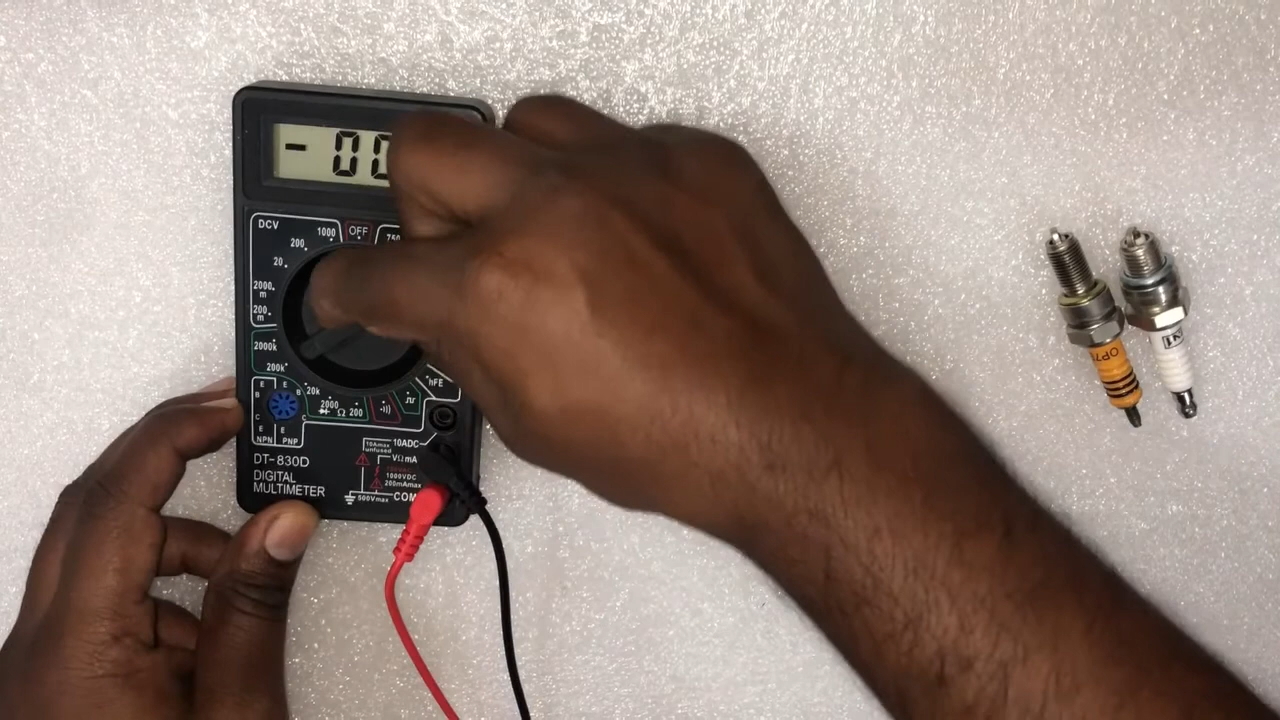 - 00
DCV
1000
OFF
750
200
20
2000
m
200
m
2000k
200k
20k
2000
Ω 200
hFE
E
E
B
B
C
C
E
E
NPN
PNP
10Amax
unfused
10ADC
VΩmA
1000VDC
200mAmax
500Vmax
COM
DT-830D
DIGITAL
MULTIMETER